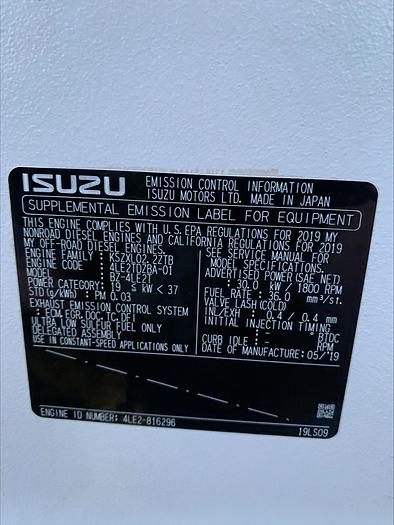 ISUZU
EMISSION CONTROL INFORMATION
ISUZU MOTORS LTD. MADE IN JAPAN
SUPPLEMENTAL EMISSION LABEL FOR EQUIPMENT
THIS ENGINE COMPLIES WITH U.S.EPA REGULATIONS FOR 2019 MY
NONROAD DIESEL ENGINES AND CALIFORNIA REGULATIONS FOR 2019
MY OFF-ROAD DIESEL ENGINES.
ENGINE FAMILY : KSZXL02.2ZTB
ENGINE CODE : 4LE2TDZBA-01
MODEL : BZ-4LE2T
POWER CATEGORY : 19 ≤ kW < 37
STD (g/kWh) : PM 0.03
EXHAUST EMISSION CONTROL SYSTEM
: ECM,EGR,DOC,TC,
ULTRA LOW SULFUR FUEL ONLY
DELEGATED ASSEMBLY
USE IN CONSTANT-SPEED APPLICATIONS ONLY
SEE SERVICE MANUAL FOR
MODEL SPECIFICATIONS.
ADVERTISED POWER (SAE NET)
: 30.0 kW / 1800 RPM
FUEL RATE : 36.0 mm³/st.
VALVE LASH (COLD)
IN/EXH : 0.4 / 0.4 mm
INITIAL INJECTION TIMING
: - ° BTDC
CURB IDLE : - RPM
DATE OF MANUFACTURE:05/'19
ENGINE ID NUMBER: 4LE2-816296
19LS09